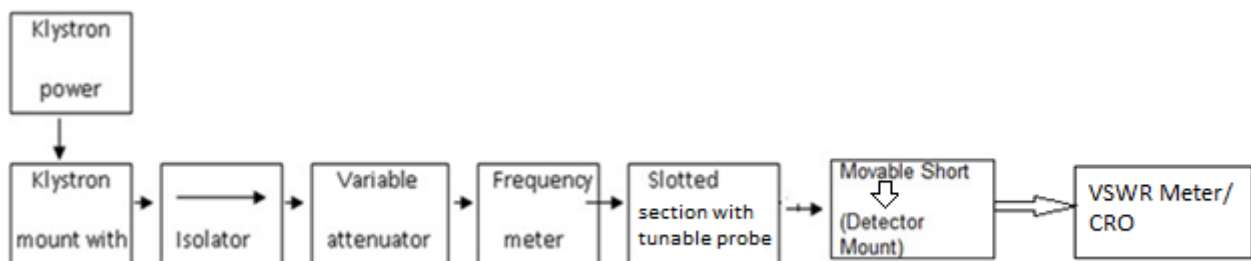 Klystron
power
Klystron
mount with
Isolator
Variable
attenuator
Frequency
meter
Slotted
section with
tunable probe
Movable Short
(Detector
Mount)
VSWR Meter/
CRO